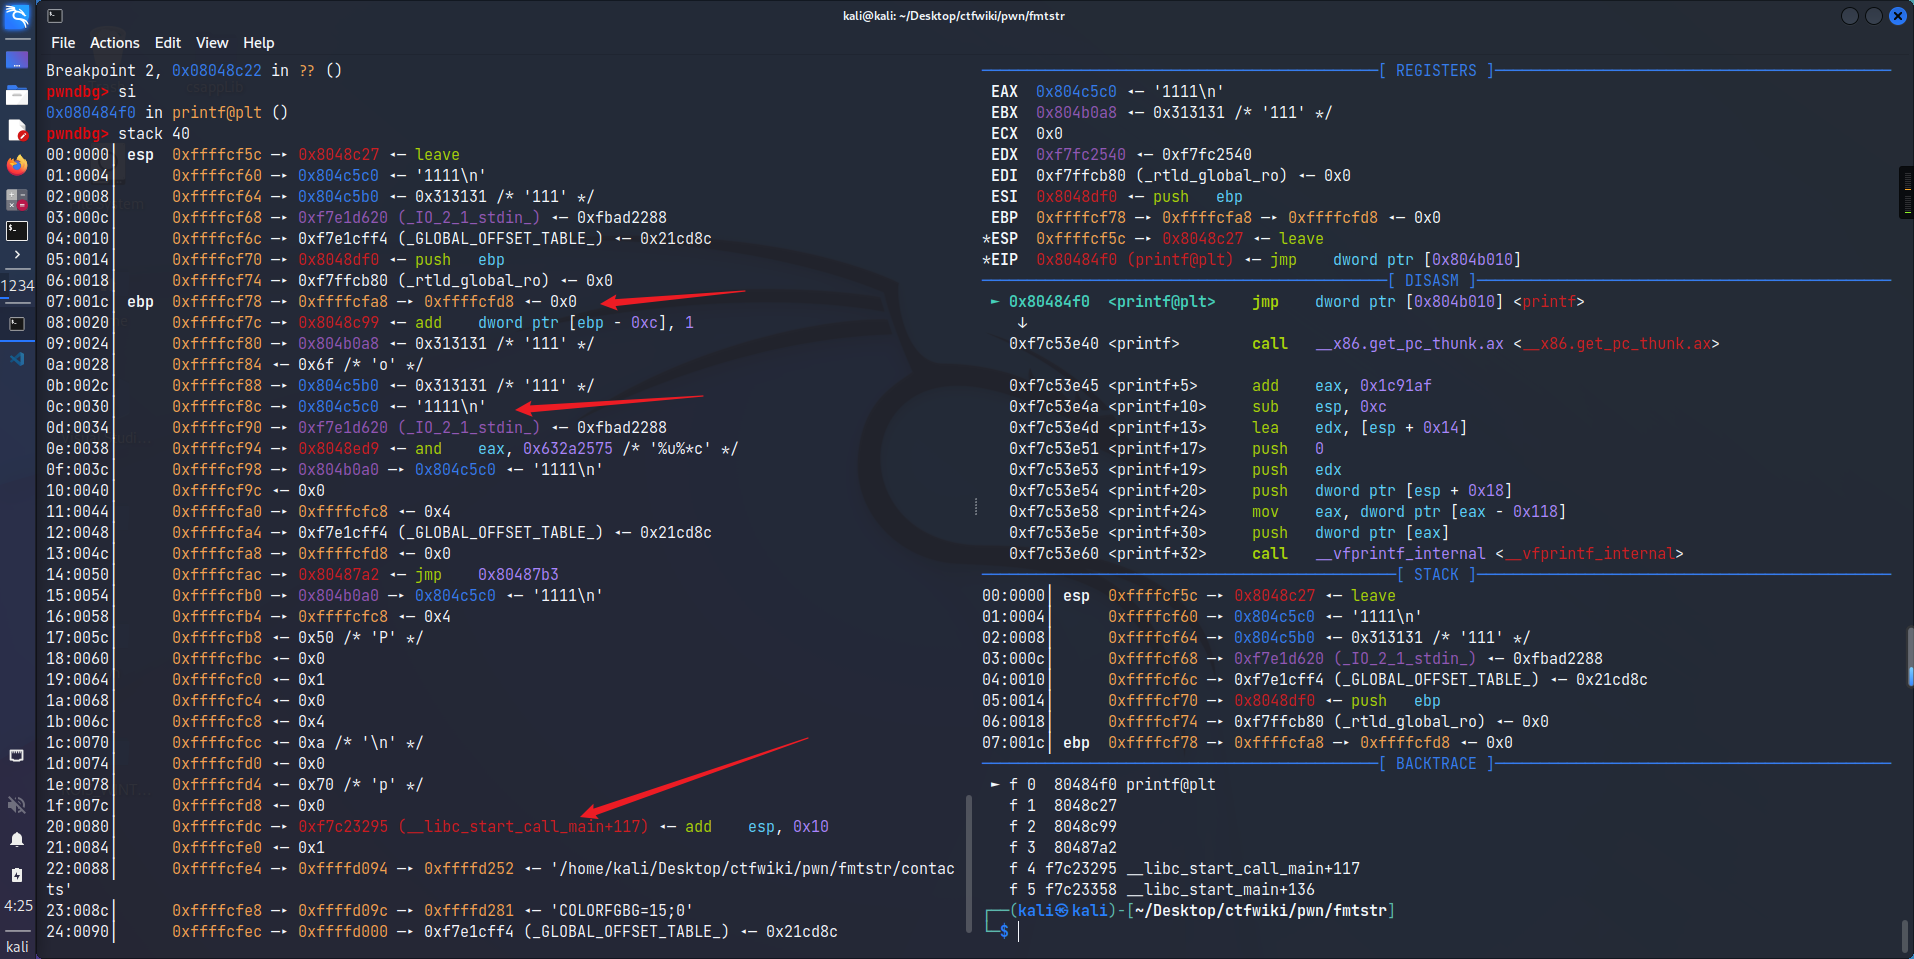 kali@kali: ~/Desktop/ctfwiki/pwn/fmtstr
File Actions Edit View Help
Breakpoint 2, 0x08048c22 in ?? ()
pwndbg> si
0x080484f0 in printf@plt ()
pwndbg> stack 40
00:0000│ esp 0xffffcf5c —▸ 0x8048c27 ◂— leave
01:0004│ 0xffffcf60 —▸ 0x804c5c0 ◂— '1111\n'
02:0008│ 0xffffcf64 —▸ 0x804c5b0 ◂— 0x313131 /* '111' */
03:000c│ 0xffffcf68 —▸ 0xf7e1d620 (_IO_2_1_stdin_) ◂— 0xfbad2288
04:0010│ 0xffffcf6c —▸ 0xf7e1cff4 (_GLOBAL_OFFSET_TABLE_) ◂— 0x21cd8c
05:0014│ 0xffffcf70 —▸ 0x8048df0 ◂— push ebp
06:0018│ 0xffffcf74 —▸ 0xf7ffcb80 (_rtld_global_ro) ◂— 0x0
07:001c│ ebp 0xffffcf78 —▸ 0xffffcfa8 —▸ 0xffffcfd8 ◂— 0x0
08:0020│ 0xffffcf7c —▸ 0x8048c99 ◂— add dword ptr [ebp - 0xc], 1
09:0024│ 0xffffcf80 —▸ 0x804b0a8 ◂— 0x313131 /* '111' */
0a:0028│ 0xffffcf84 ◂— 0x6f /* 'o' */
0b:002c│ 0xffffcf88 —▸ 0x804c5b0 ◂— 0x313131 /* '111' */
0c:0030│ 0xffffcf8c —▸ 0x804c5c0 ◂— '1111\n'
0d:0034│ 0xffffcf90 —▸ 0xf7e1d620 (_IO_2_1_stdin_) ◂— 0xfbad2288
0e:0038│ 0xffffcf94 —▸ 0x8048ed9 ◂— and eax, 0x632a2575 /* '%u%*c' */
0f:003c│ 0xffffcf98 —▸ 0x804b0a0 —▸ 0x804c5c0 ◂— '1111\n'
10:0040│ 0xffffcf9c ◂— 0x0
11:0044│ 0xffffcfa0 —▸ 0xffffcfc8 ◂— 0x4
12:0048│ 0xffffcfa4 —▸ 0xf7e1cff4 (_GLOBAL_OFFSET_TABLE_) ◂— 0x21cd8c
13:004c│ 0xffffcfa8 —▸ 0xffffcfd8 ◂— 0x0
14:0050│ 0xffffcfac —▸ 0x80487a2 ◂— jmp 0x80487b3
15:0054│ 0xffffcfb0 —▸ 0x804b0a0 —▸ 0x804c5c0 ◂— '1111\n'
16:0058│ 0xffffcfb4 —▸ 0xffffcfc8 ◂— 0x4
17:005c│ 0xffffcfb8 ◂— 0x50 /* 'P' */
18:0060│ 0xffffcfbc ◂— 0x0
19:0064│ 0xffffcfc0 ◂— 0x1
1a:0068│ 0xffffcfc4 ◂— 0x0
1b:006c│ 0xffffcfc8 ◂— 0x4
1c:0070│ 0xffffcfcc ◂— 0xa /* '\n' */
1d:0074│ 0xffffcfd0 ◂— 0x0
1e:0078│ 0xffffcfd4 ◂— 0x70 /* 'p' */
1f:007c│ 0xffffcfd8 ◂— 0x0
20:0080│ 0xffffcfdc —▸ 0xf7c23295 (__libc_start_call_main+117) ◂— add esp, 0x10
21:0084│ 0xffffcfe0 ◂— 0x1
22:0088│ 0xffffcfe4 —▸ 0xffffd094 —▸ 0xffffd252 ◂— '/home/kali/Desktop/ctfwiki/pwn/fmtstr/contac
ts'
23:008c│ 0xffffcfe8 —▸ 0xffffd09c —▸ 0xffffd281 ◂— 'COLORFGBG=15;0'
24:0090│ 0xffffcfec —▸ 0xffffd000 —▸ 0xf7e1cff4 (_GLOBAL_OFFSET_TABLE_) ◂— 0x21cd8c
[ REGISTERS ]
EAX 0x804c5c0 ◂— '1111\n'
EBX 0x804b0a8 ◂— 0x313131 /* '111' */
ECX 0x0
EDX 0xf7fc2540 ◂— 0xf7fc2540
EDI 0xf7ffcb80 (_rtld_global_ro) ◂— 0x0
ESI 0x8048df0 ◂— push ebp
EBP 0xffffcf78 —▸ 0xffffcfa8 —▸ 0xffffcfd8 ◂— 0x0
*ESP 0xffffcf5c —▸ 0x8048c27 ◂— leave
*EIP 0x80484f0 (printf@plt) ◂— jmp dword ptr [0x804b010]
[ DISASM ]
► 0x80484f0 <printf@plt> jmp dword ptr [0x804b010] <printf>
↓
0xf7c53e40 <printf> call __x86.get_pc_thunk.ax <__x86.get_pc_thunk.ax>
0xf7c53e45 <printf+5> add eax, 0x1c91af
0xf7c53e4a <printf+10> sub esp, 0xc
0xf7c53e4d <printf+13> lea edx, [esp + 0x14]
0xf7c53e51 <printf+17> push 0
0xf7c53e53 <printf+19> push edx
0xf7c53e54 <printf+20> push dword ptr [esp + 0x18]
0xf7c53e58 <printf+24> mov eax, dword ptr [eax - 0x118]
0xf7c53e5e <printf+30> push dword ptr [eax]
0xf7c53e60 <printf+32> call __vfprintf_internal <__vfprintf_internal>
[ STACK ]
00:0000│ esp 0xffffcf5c —▸ 0x8048c27 ◂— leave
01:0004│ 0xffffcf60 —▸ 0x804c5c0 ◂— '1111\n'
02:0008│ 0xffffcf64 —▸ 0x804c5b0 ◂— 0x313131 /* '111' */
03:000c│ 0xffffcf68 —▸ 0xf7e1d620 (_IO_2_1_stdin_) ◂— 0xfbad2288
04:0010│ 0xffffcf6c —▸ 0xf7e1cff4 (_GLOBAL_OFFSET_TABLE_) ◂— 0x21cd8c
05:0014│ 0xffffcf70 —▸ 0x8048df0 ◂— push ebp
06:0018│ 0xffffcf74 —▸ 0xf7ffcb80 (_rtld_global_ro) ◂— 0x0
07:001c│ ebp 0xffffcf78 —▸ 0xffffcfa8 —▸ 0xffffcfd8 ◂— 0x0
[ BACKTRACE ]
► f 0 80484f0 printf@plt
f 1 8048c27
f 2 8048c99
f 3 80487a2
f 4 f7c23295 __libc_start_call_main+117
f 5 f7c23358 __libc_start_main+136
┌──(kali㉿kali)-[~/Desktop/ctfwiki/pwn/fmtstr]
└─$
1234
4:25
kali